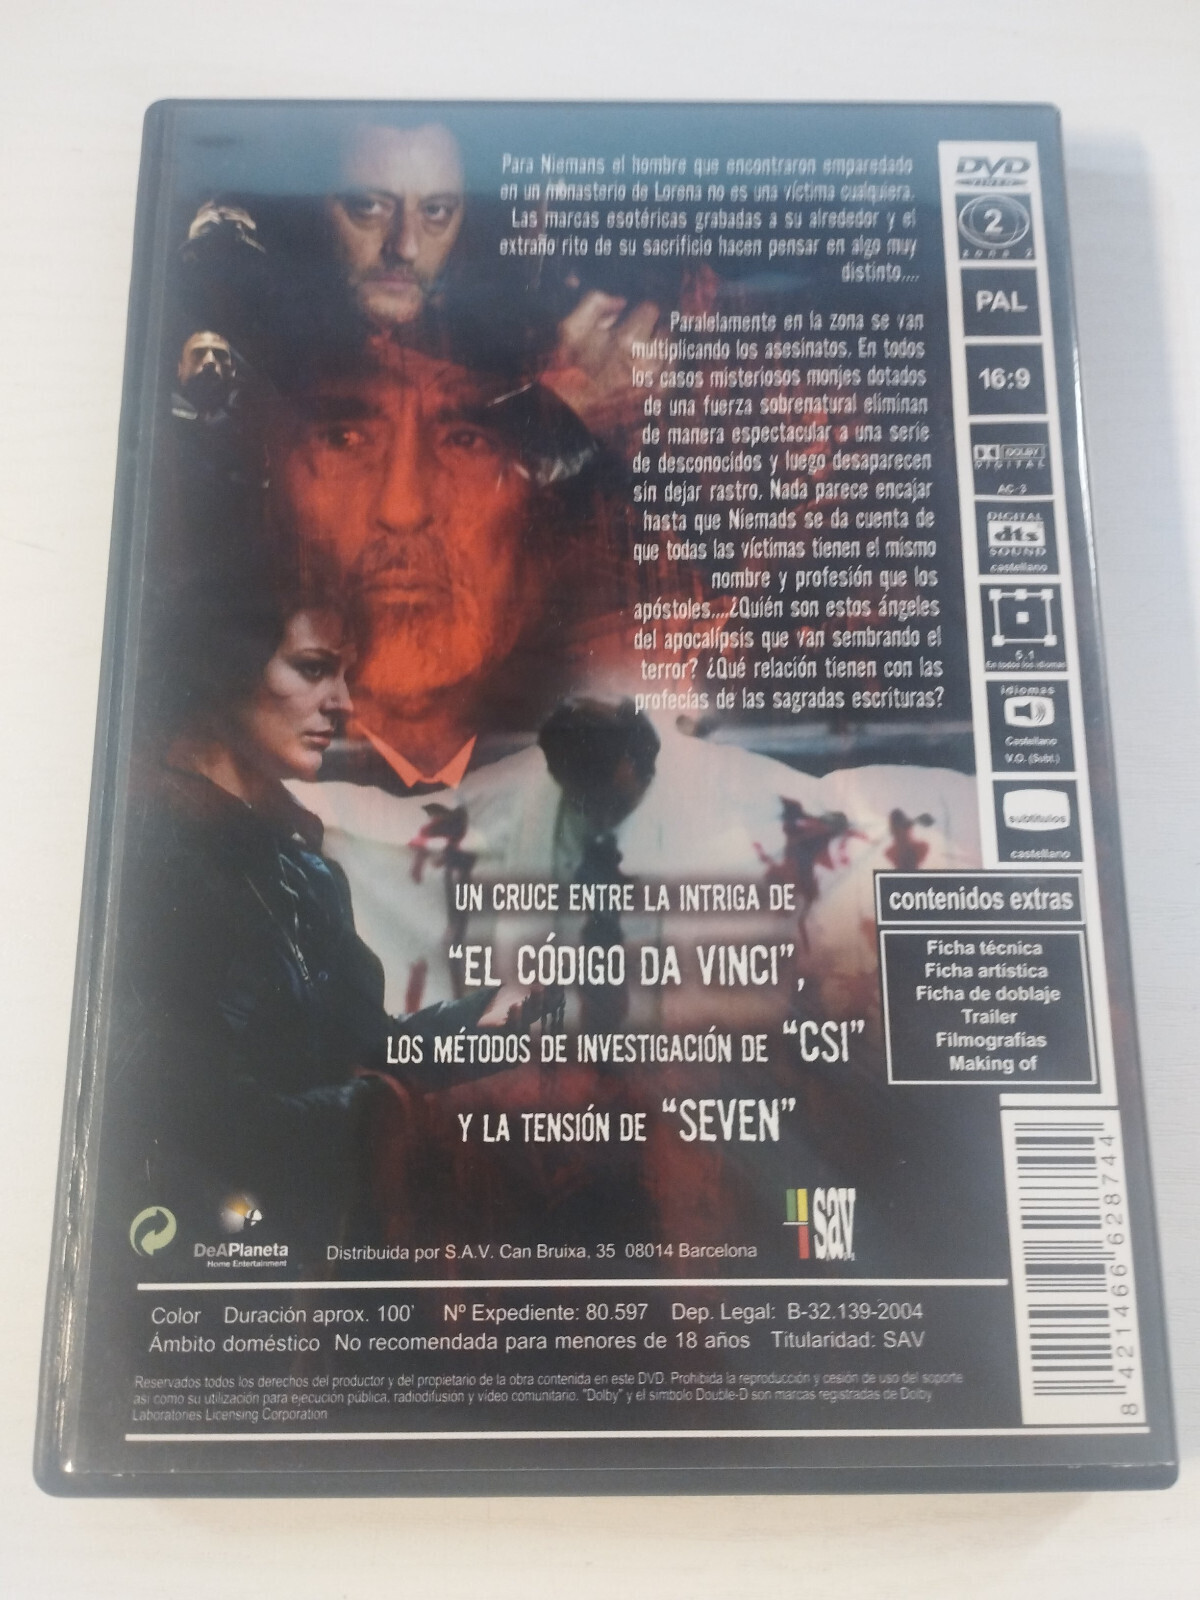 Para Niemans el hombre que encontraron emparedado
en un monasterio de Lorena no es una víctima cualquiera.
Las marcas esotéricas grabadas a su alrededor y el
extraño rito de su sacrificio hacen pensar en algo muy
distinto....
Paralelamente en la zona se van
multiplicando los asesinatos. En todos
los casos misteriosos monjes dotados
de una fuerza sobrenatural eliminan
de manera espectacular a una serie
de desconocidos y luego desaparecen
sin dejar rastro. Nada parece encajar
hasta que Niemads se da cuenta de
que todas las víctimas tienen el mismo
nombre y profesión que los
apóstoles....¿Quién son estos ángeles
del apocalípsis que van sembrando el
terror? ¿Qué relación tienen con las
profecías de las sagradas escrituras?
UN CRUCE ENTRE LA INTRIGA DE
“EL CÓDIGO DA VINCI”,
LOS MÉTODOS DE INVESTIGACIÓN DE “CSI”
Y LA TENSIÓN DE “SEVEN”
DVD
VIDEO
2
zona 2
PAL
16:9
DOLBY
DIGITAL
AC-3
DIGITAL
dts
SOUND
castellano
5.1
En todos los idiomas
idiomas
Castellano
V.O. (Subt.)
subtítulos
castellano
contenidos extras
Ficha técnica
Ficha artística
Ficha de doblaje
Trailer
Filmografías
Making of
DeAPlaneta
Home Entertainment
Distribuida por S.A.V. Can Bruixa, 35 08014 Barcelona
sav
Color Duración aprox. 100' Nº Expediente: 80.597 Dep. Legal: B-32.139-2004
Ámbito doméstico No recomendada para menores de 18 años Titularidad: SAV
Reservados todos los derechos del productor y del propietario de la obra contenida en este DVD. Prohibida la reproducción y cesión de uso del soporte
asi como su utilización para ejecución pública, radiodifusión y video comunitario. "Dolby" y el símbolo Double-D son marcas registradas de Dolby
Laboratories Licensing Corporation
8 421466 628744